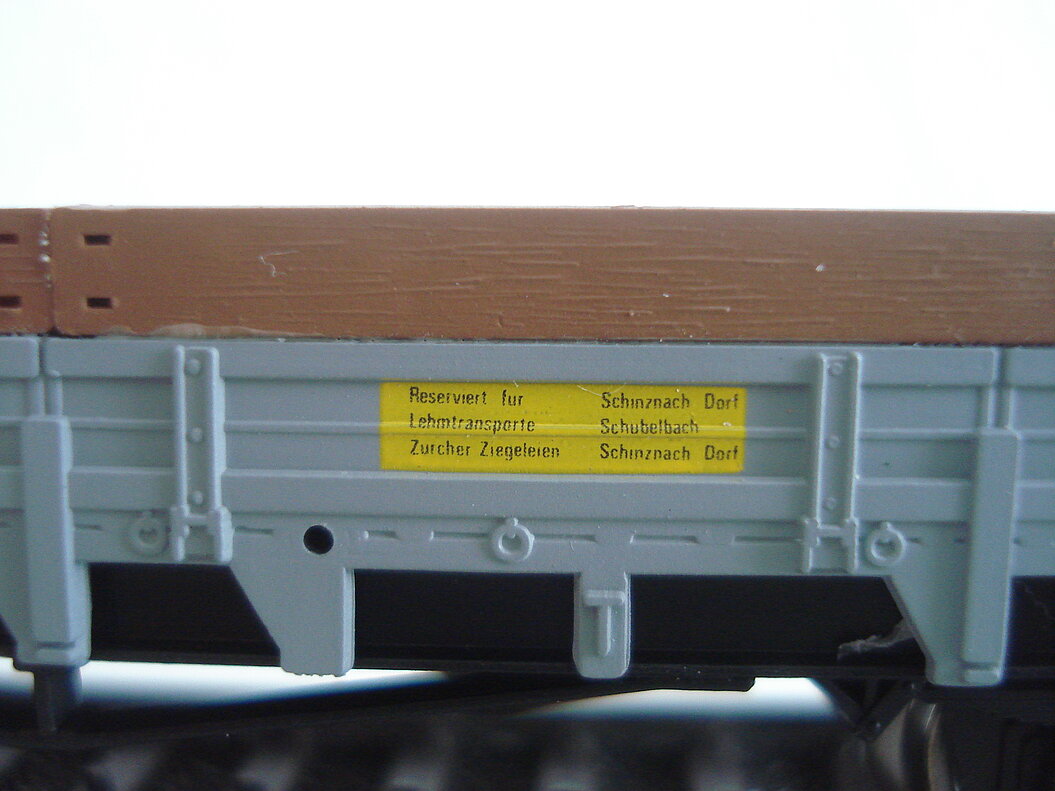 Reserviert fur Schinznach Dorf
Lehmtransporte Schubelbach
Zurcher Ziegeleien Schinznach Dorf